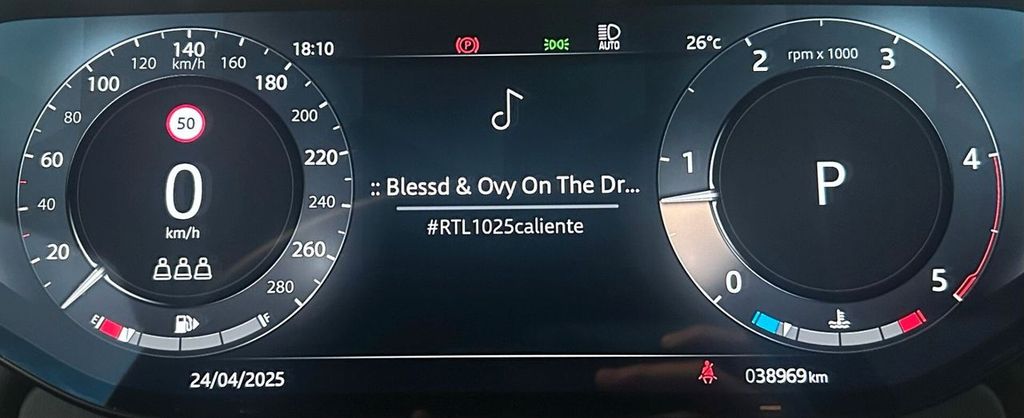 140
120 km/h 160
100 180
80 200
60 220
40 240
20 260
280
50
0
km/h
E F
18:10
P
AUTO
26°c
:: Blessd & Ovy On The Dr...
#RTL1025caliente
rpm x 1000
2 3
1 4
0 5
P
24/04/2025
038969 km